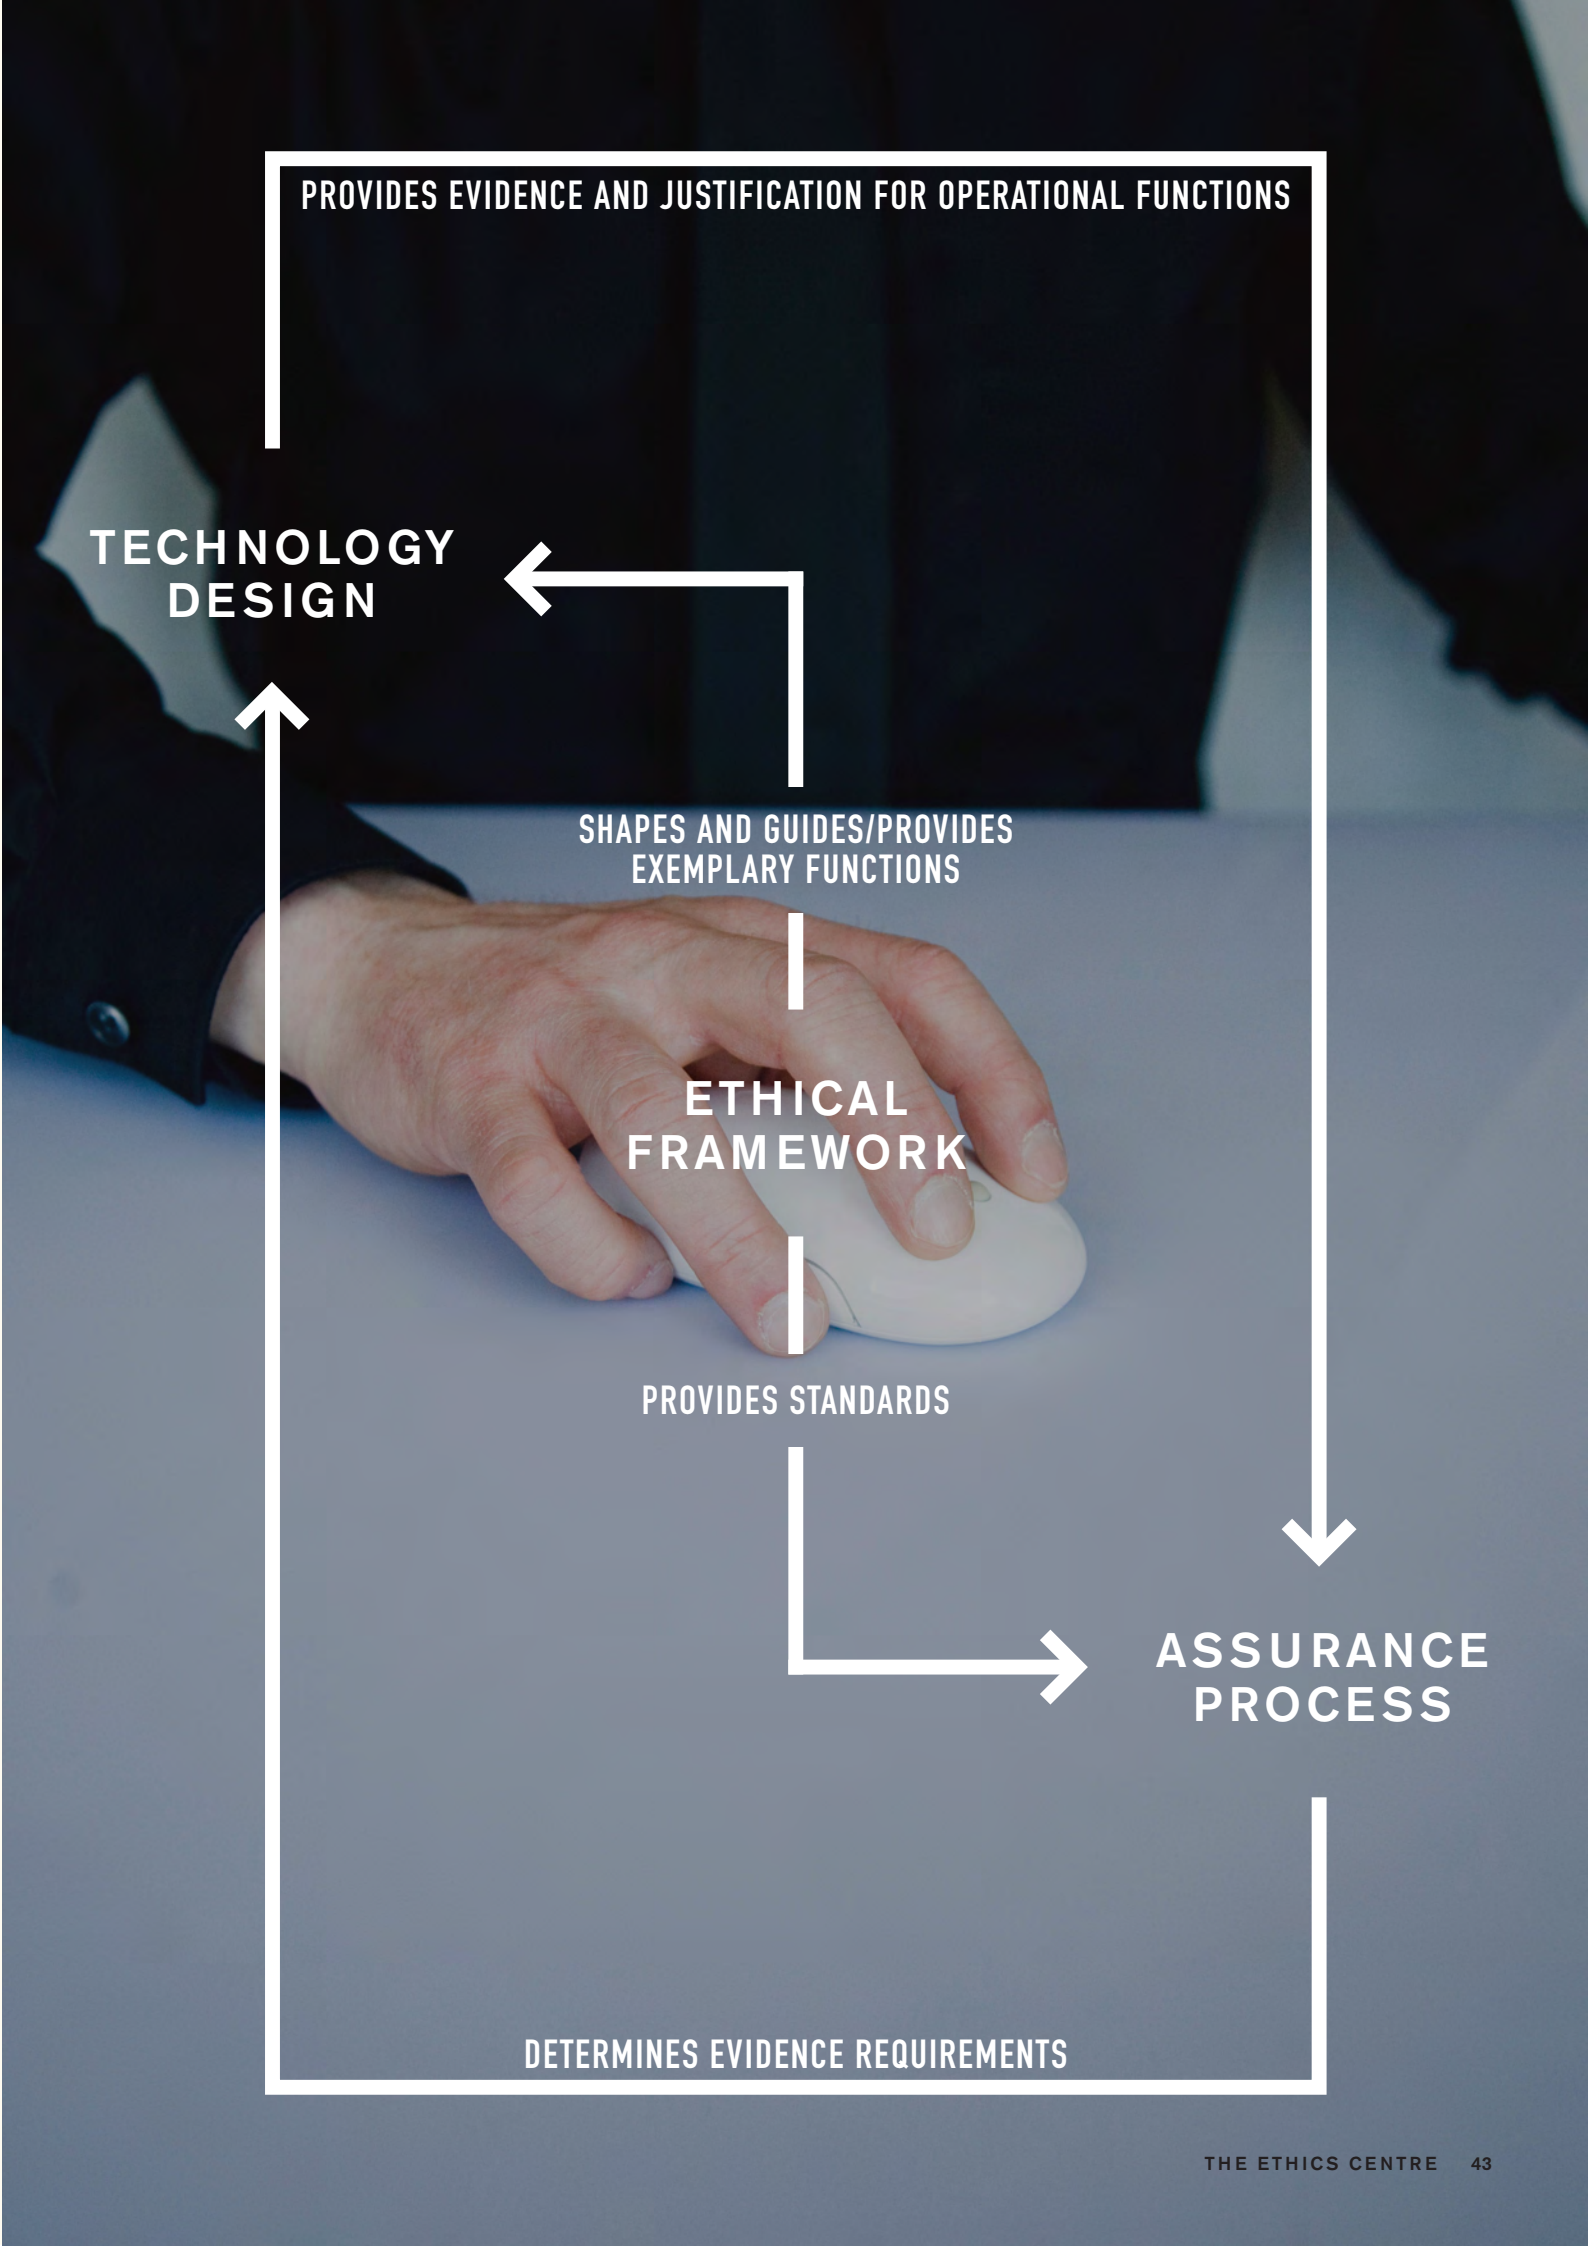 PROVIDES EVIDENCE AND JUSTIFICATION FOR OPERATIONAL FUNCTIONS
TECHNOLOGY
DESIGN
SHAPES AND GUIDES/PROVIDES
EXEMPLARY FUNCTIONS
ETHICAL
FRAMEWORK
PROVIDES STANDARDS
ASSURANCE
PROCESS
DETERMINES EVIDENCE REQUIREMENTS
THE ETHICS CENTRE 43